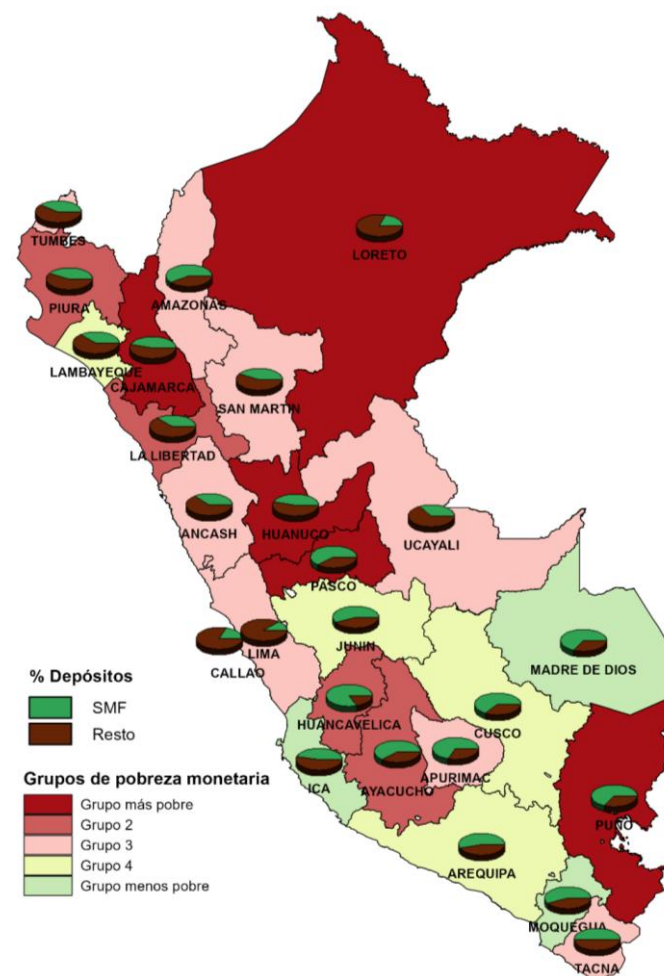 TUMBES
LORETO
PIURA
AMAZONAS
LAMBAYEQUE
CAJAMARCA
SAN MARTIN
LA LIBERTAD
ANCASH
HUANUCO
UCAYALI
PASCO
LIMA
JUNIN
CALLAO
MADRE DE DIOS
HUANCAVELICA
CUSCO
ICA
AYACUCHO
APURIMAC
PUNO
AREQUIPA
MOQUEGUA
TACNA
% Depósitos
SMF
Resto
Grupos de pobreza monetaria
Grupo más pobre
Grupo 2
Grupo 3
Grupo 4
Grupo menos pobre